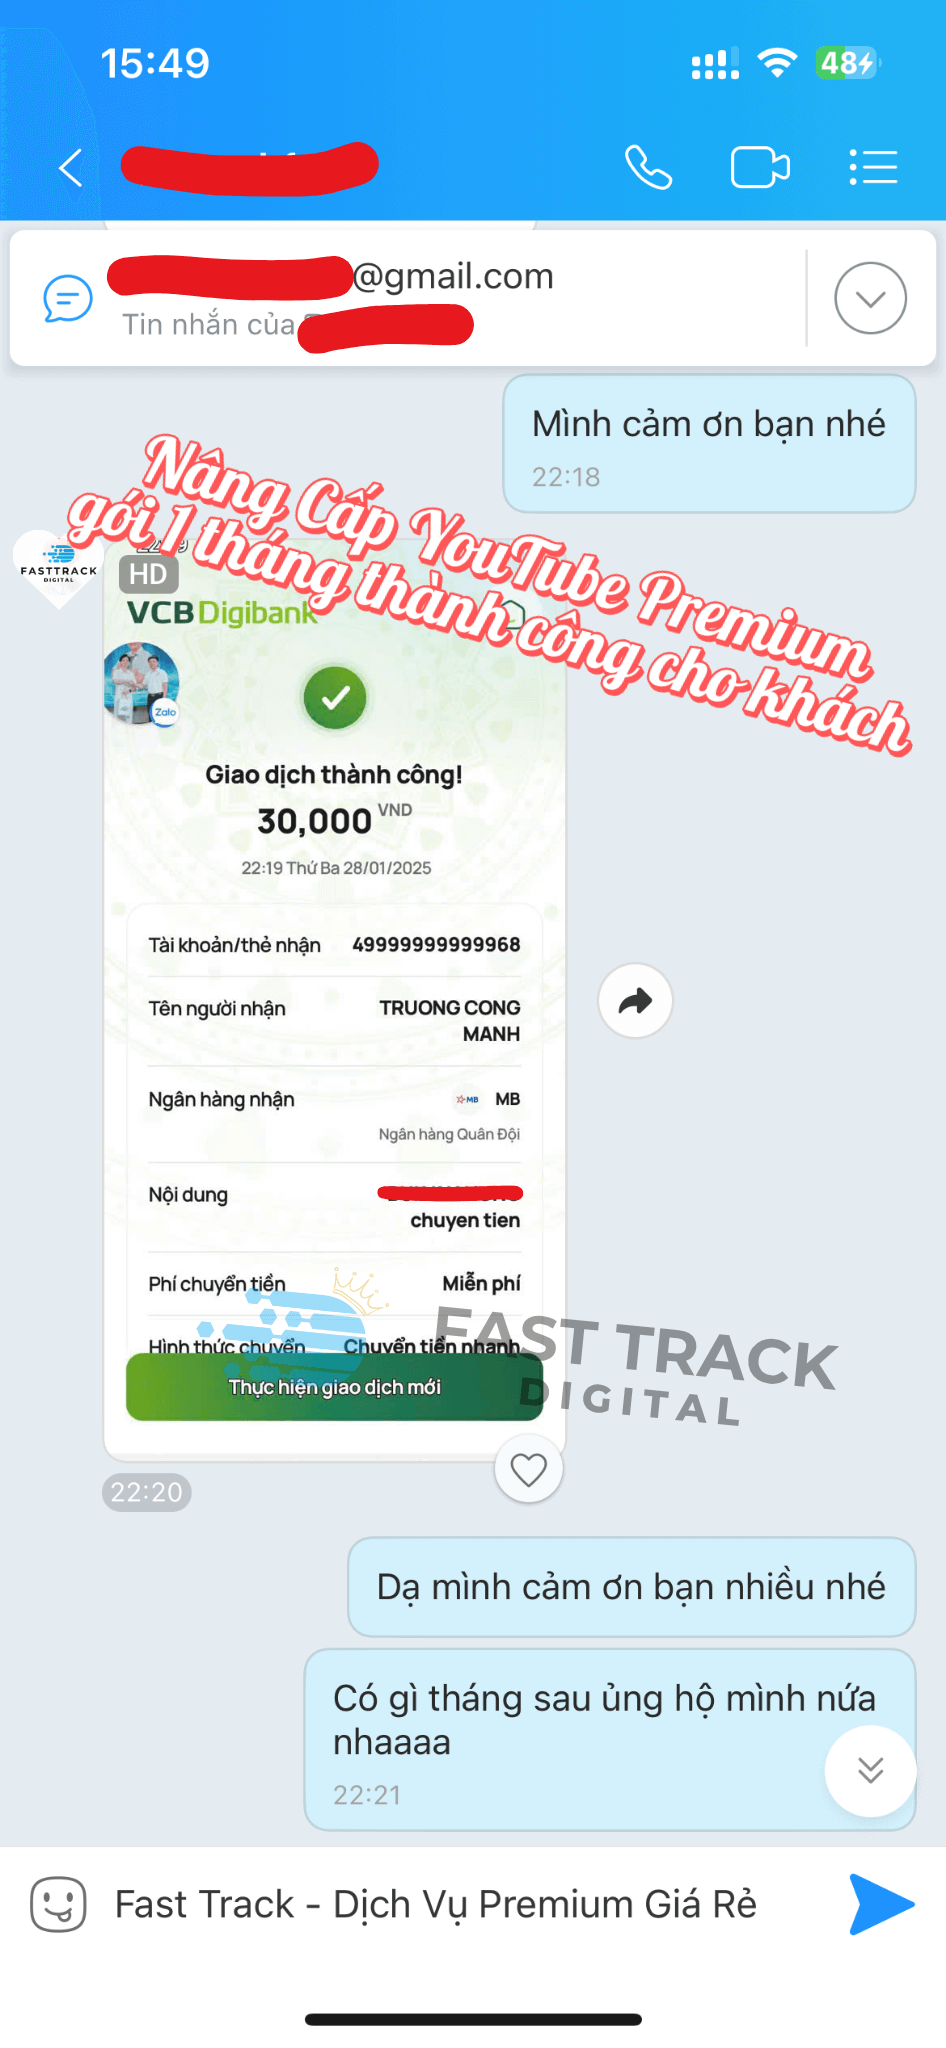 15:49
48
@gmail.com
Tin nhắn của
Mình cảm ơn bạn nhé
22:18
Nâng Cấp YouTube Premium
gói 1 tháng thành công cho khách
FASTTRACK
DIGITAL
HD
VCB Digibank
Zalo
Giao dịch thành công!
30,000 VND
22:19 Thứ Ba 28/01/2025
Tài khoản/thẻ nhận 49999999999968
Tên người nhận TRUONG CONG
MANH
Ngân hàng nhận MB MB
Ngân hàng Quân Đội
Nội dung
chuyen tien
Phí chuyển tiền Miễn phí
Hình thức chuyển Chuyển tiền nhanh
Thực hiện giao dịch mới
FAST TRACK
DIGITAL
22:20
Dạ mình cảm ơn bạn nhiều nhé
Có gì tháng sau ủng hộ mình nứa
nhaaaa
22:21
Fast Track - Dịch Vụ Premium Giá Rẻ